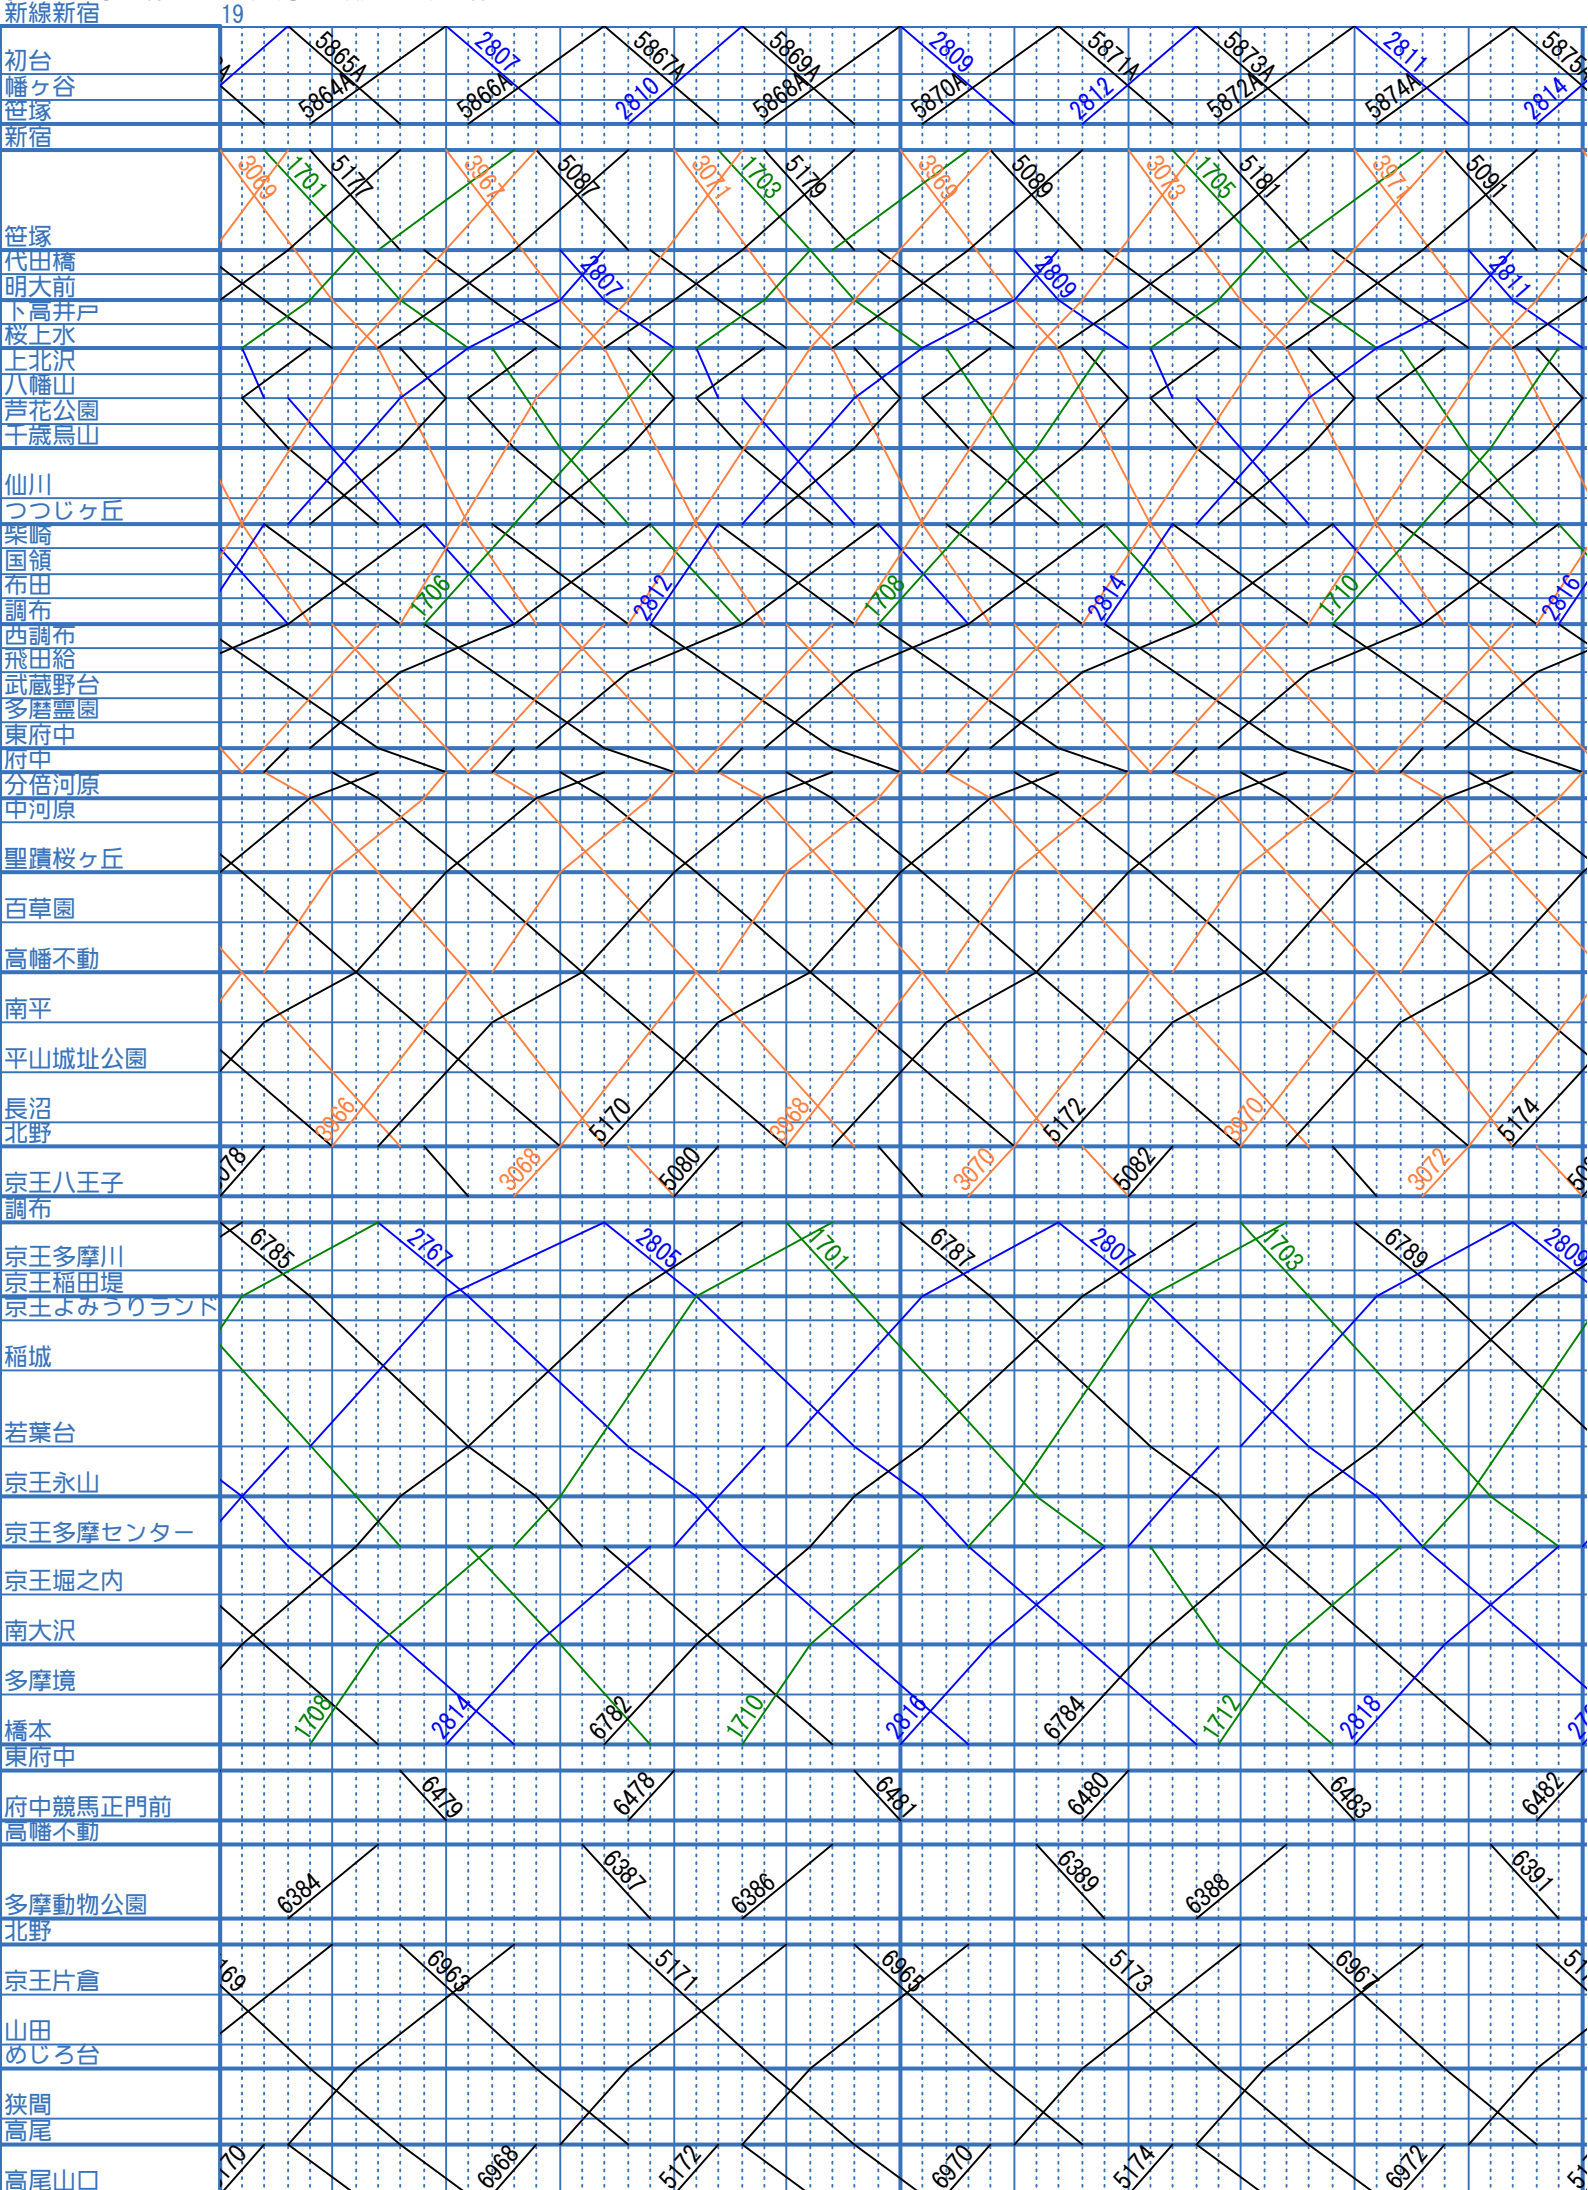 新線新宿 19
初台
5865A 2807 5867A 5869A 2809 5871A 5873A 2811
幡ヶ谷
5864A 5866A 2810 5868A 5870A 2812 5872A 5874A 2814
笹塚
新宿
3069 1701 5177 3967 5087 3071 1703 5179 3969 5089 3073 1705 5181 3971 5091
笹塚
代田橋
2807 2809 2811
明大前
下高井戸
桜上水
上北沢
八幡山
芦花公園
千歳烏山
仙川
つつじヶ丘
柴崎
国領
布田
1706 2812 1708 2814 1710 2816
調布
西調布
飛田給
武蔵野台
多磨霊園
東府中
府中
分倍河原
中河原
聖蹟桜ヶ丘
百草園
高幡不動
南平
平山城址公園
長沼
3966 5170 3968 5172 3970 5174
北野
京王八王子
3068 5080 3070 5082 3072
調布
京王多摩川
6785 2767 2805 1701 6787 2807 1703 6789 2809
京王稲田堤
京王よみうりランド
稲城
若葉台
京王永山
京王多摩センター
京王堀之内
南大沢
多摩境
橋本
1708 2814 6782 1710 2816 6784 1712 2818
東府中
府中競馬正門前
6479 6478 6481 6480 6483 6482
高幡不動
多摩動物公園
6384 6387 6386 6389 6388 6391
北野
京王片倉
6963 5171 6965 5173 6967
山田
めじろ台
狭間
高尾
高尾山口
6968 5172 6970 5174 6972